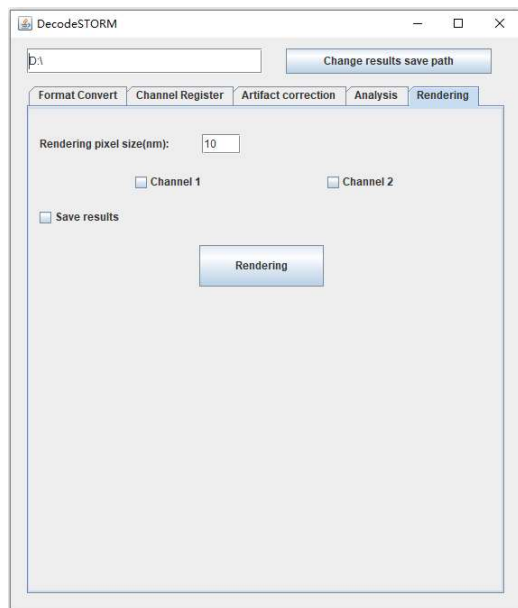 DecodeSTORM
D:\
Change results save path
Format Convert
Channel Register
Artifact correction
Analysis
Rendering
Rendering pixel size(nm):
10
Channel 1
Channel 2
Save results
Rendering